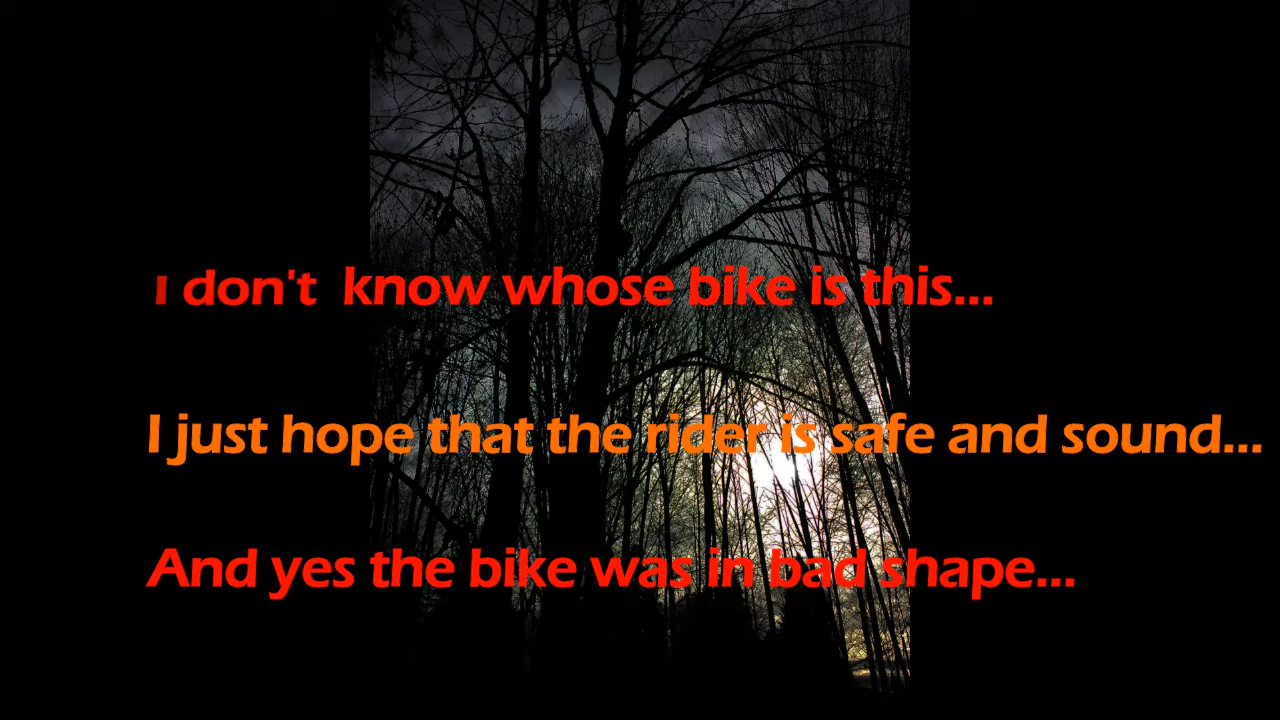 I don't know whose bike is this...
I just hope that the rider is safe and sound...
And yes the bike was in bad shape...